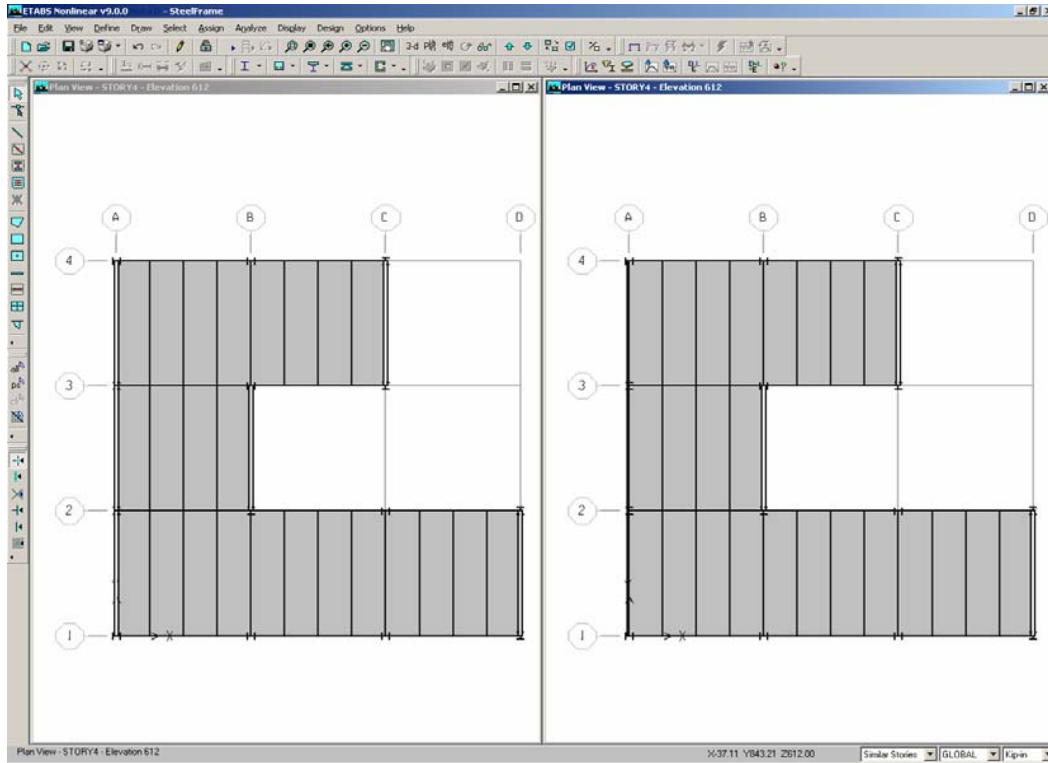 ETABS Nonlinear v9.0.0 - SteelFrame
File Edit View Define Draw Select Assign Analyze Display Design Options Help
3-d
Plan View - STORY4 - Elevation 612
Plan View - STORY4 - Elevation 612
A B C D
A B C D
4
4
3
3
2
2
1
1
X
X
Plan View - STORY4 - Elevation 612
X-37.11 Y843.21 Z612.00
Similar Stories
GLOBAL
Kip-in